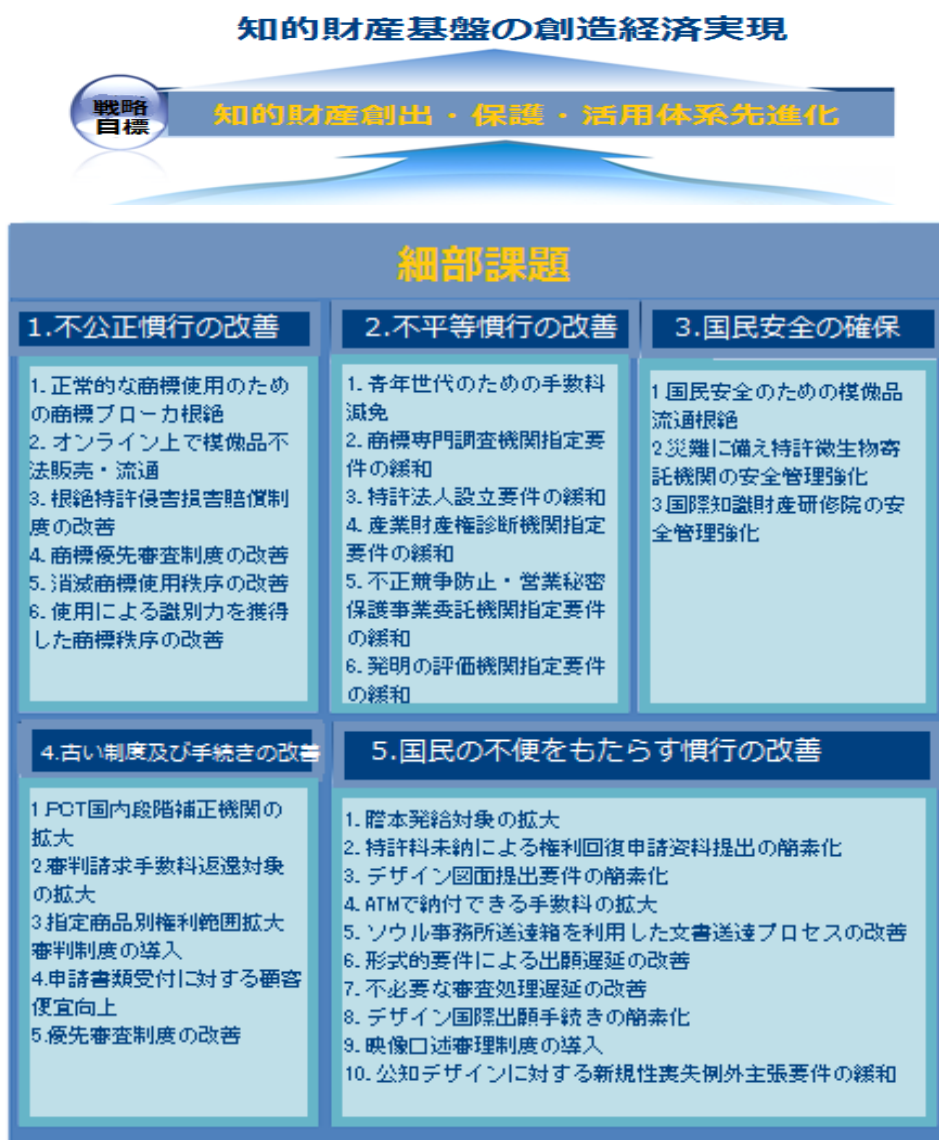 知的財産基盤の創造経済実現
戦略
目標
知的財産創出・保護・活用体系先進化
細部課題
1.不公正慣行の改善
1. 正常的な商標使用のため
の商標ブローカ根絶
2. オンライン上で模倣品不
法販売・流通
3. 根絶特許侵害損害賠償制
度の改善
4. 商標優先審査制度の改善
5. 消滅商標使用秩序の改善
6. 使用による識別力を獲得
した商標秩序の改善
2.不平等慣行の改善
1. 青年世代のための手数料
減免
2. 商標専門調査機関指定要
件の緩和
3. 特許法人設立要件の緩和
4. 産業財産権診断機関指定
要件の緩和
5. 不正競争防止・営業秘密
保護事業委託機関指定要件
の緩和
6. 発明の評価機関指定要件
の緩和
3.国民安全の確保
1.国民安全のための模倣品
流通根絶
2.災難に備え特許微生物寄
託機関の安全管理強化
3.国際知識財産研修院の安
全管理強化
4.古い制度及び手続きの改善
1.PCT国内段階補正機関の
拡大
2.審判請求手数料返還対象
の拡大
3.指定商品別権利範囲拡大
審判制度の導入
4.申請書類受付に対する顧客
便宜向上
5.優先審査制度の改善
5.国民の不便をもたらす慣行の改善
1. 謄本発給対象の拡大
2. 特許料未納による権利回復申請資料提出の簡素化
3. デザイン図面提出要件の簡素化
4. ATMで納付できる手数料の拡大
5. ソウル事務所送達箱を利用した文書送達プロセスの改善
6. 形式的要件による出願遅延の改善
7. 不必要な審査処理遅延の改善
8. デザイン国際出願手続きの簡素化
9. 映像口述審理制度の導入
10. 公知デザインに対する新規性喪失例外主張要件の緩和